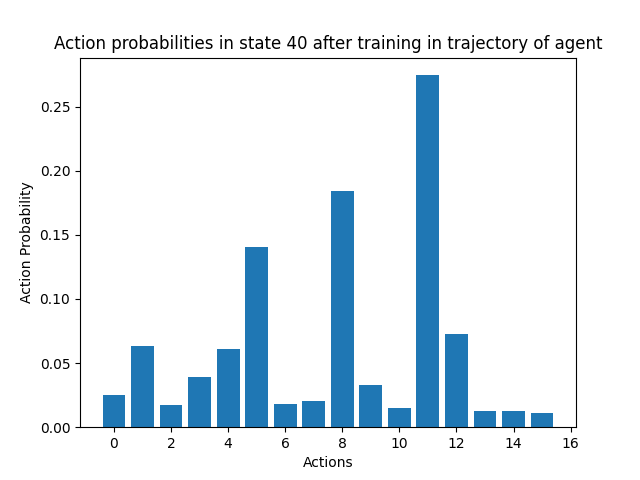 Action probabilities in state 40 after training in trajectory of agent
0.25
0.20
0.15
0.10
0.05
0.00
Action Probability
0 2 4 6 8 10 12 14 16
Actions